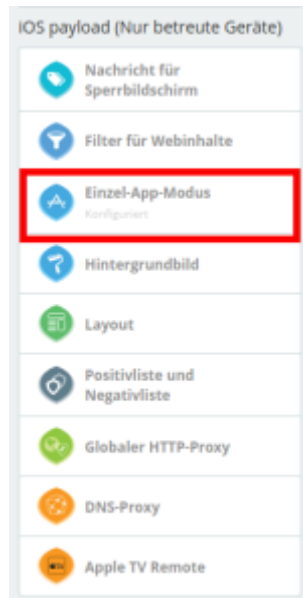 iOS payload (Nur betreute Geräte)
Nachricht für
Sperrbildschirm
Filter für Webinhalte
Einzel-App-Modus
Konfiguriert
Hintergrundbild
Layout
Positivliste und
Negativliste
Globaler HTTP-Proxy
DNS-Proxy
Apple TV Remote